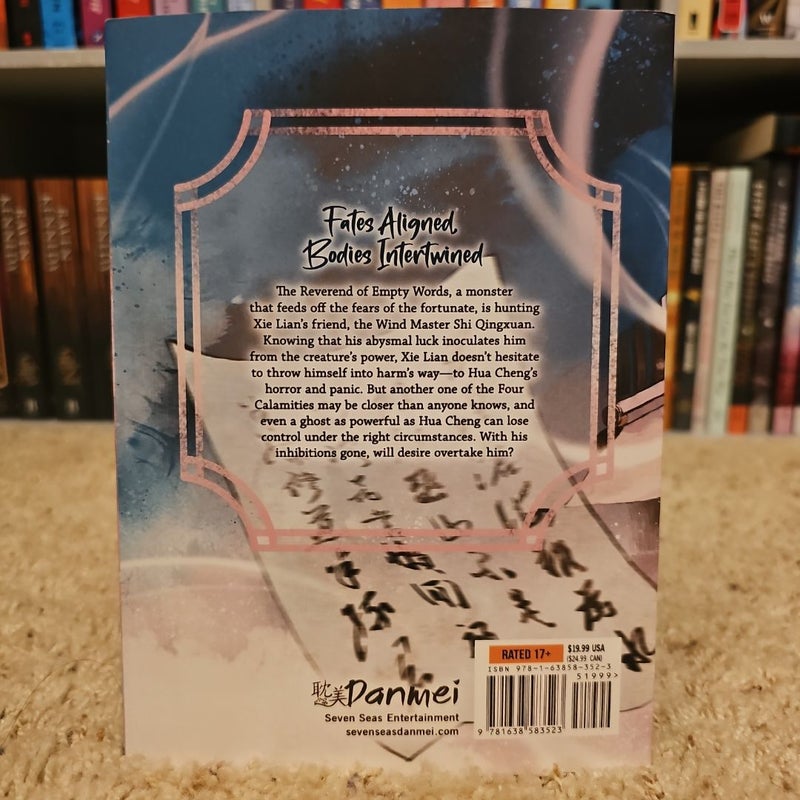 Fates Aligned,
Bodies Intertwined
The Reverend of Empty Words, a monster
that feeds off the fears of the fortunate, is hunting
Xie Lian's friend, the Wind Master Shi Qingxuan.
Knowing that his abysmal luck inoculates him
from the creature's power, Xie Lian doesn't hesitate
to throw himself into harm's way—to Hua Cheng's
horror and panic. But another one of the Four
Calamities may be closer than anyone knows, and
even a ghost as powerful as Hua Cheng can lose
control under the right circumstances. With his
inhibitions gone, will desire overtake him?
RATED 17+
$19.99 USA
($24.99 CAN)
ISBN 978-1-63858-352-3
51999>
9 781638 583523
耽美 Danmei
Seven Seas Entertainment
sevenseasdanmei.com